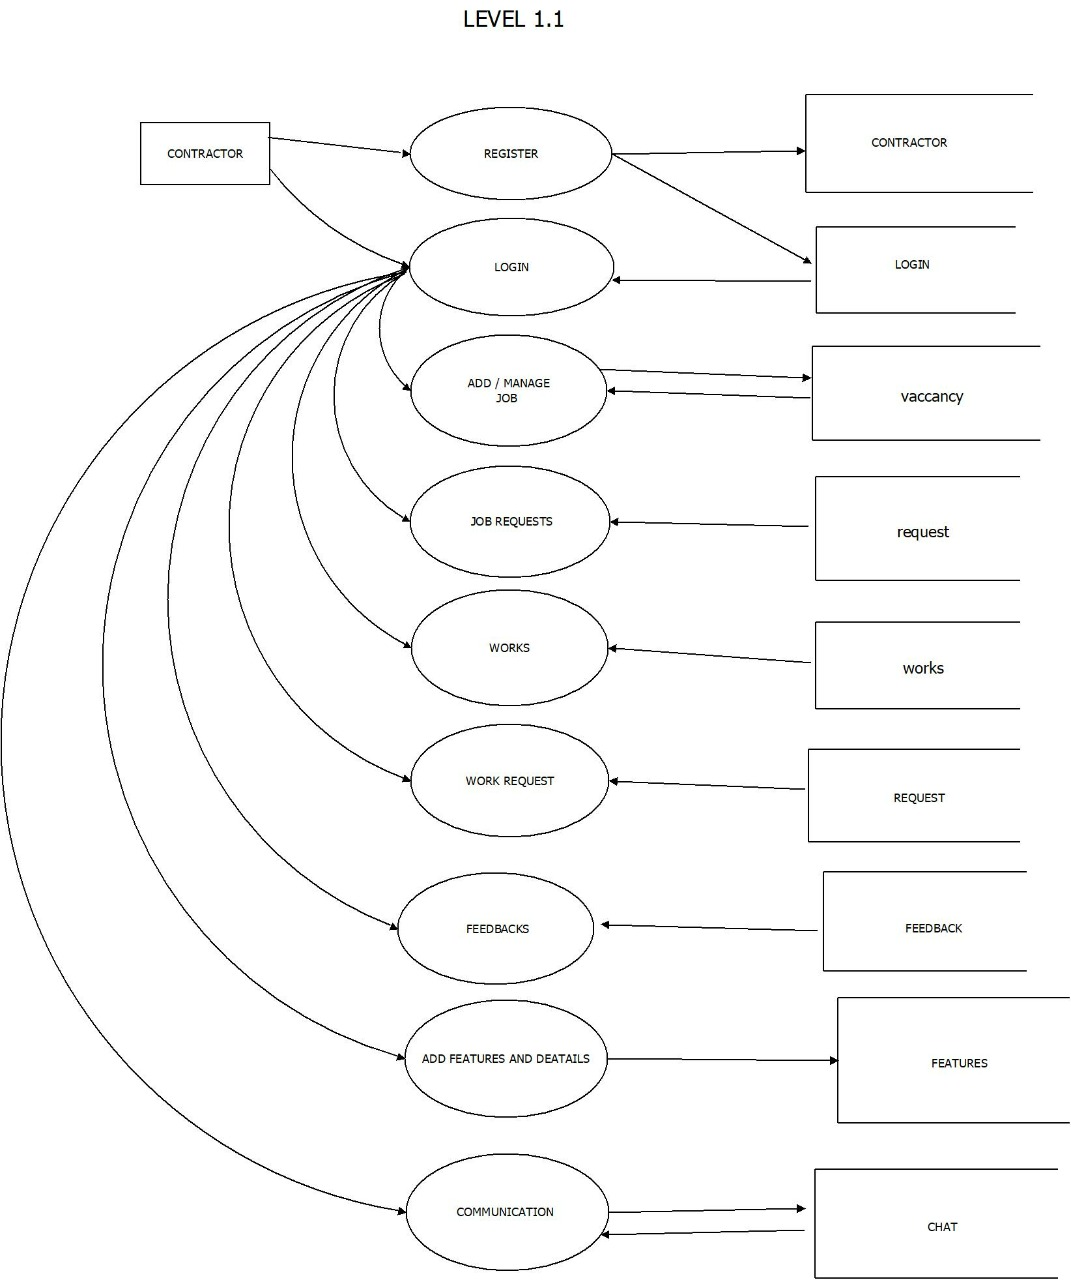 LEVEL 1.1
CONTRACTOR
REGISTER
CONTRACTOR
LOGIN
LOGIN
ADD / MANAGE
JOB
vaccancy
JOB REQUESTS
request
WORKS
works
WORK REQUEST
REQUEST
FEEDBACKS
FEEDBACK
ADD FEATURES AND DEATAILS
FEATURES
COMMUNICATION
CHAT